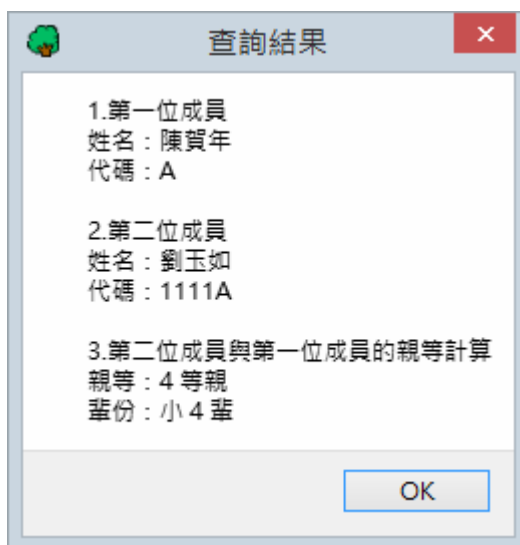 查詢結果
1.第一位成員
姓名：陳賀年
代碼：A
2.第二位成員
姓名：劉玉如
代碼：1111A
3.第二位成員與第一位成員的親等計算
親等：4 等親
輩份：小 4 輩
OK